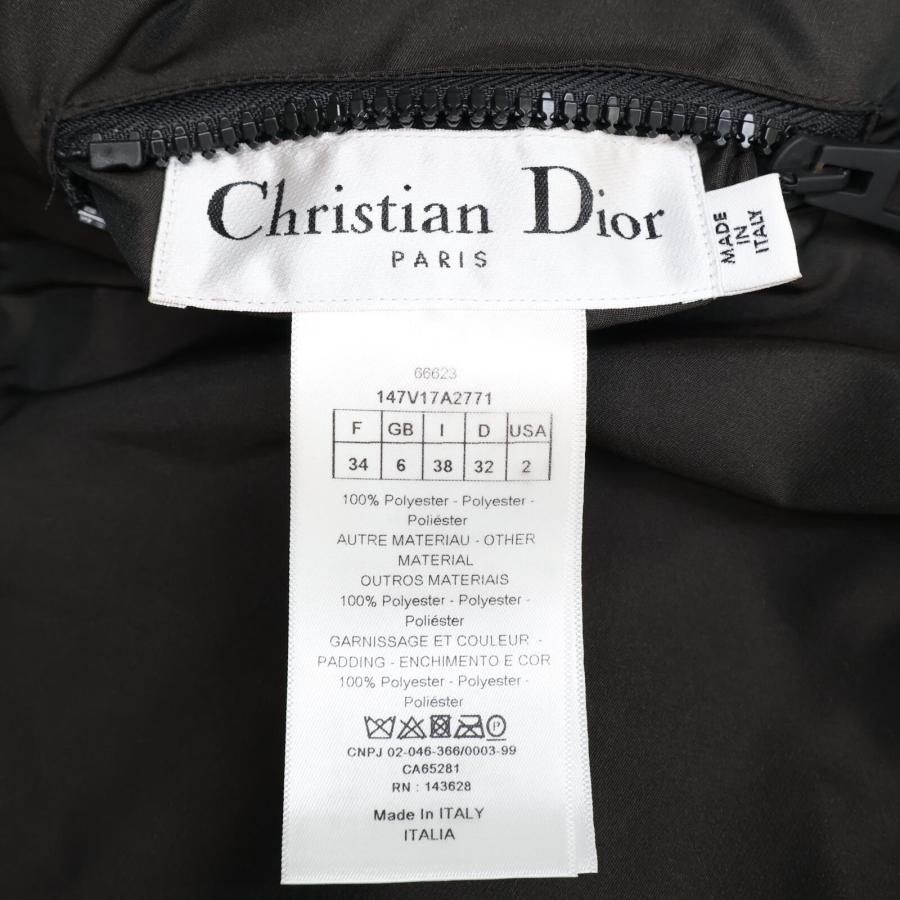 Christian Dior
PARIS
MADE
IN
ITALY
66623
147V17A2771
F GB I D USA
34 6 38 32 2
100% Polyester - Polyester -
Poliéster
AUTRE MATERIAU - OTHER
MATERIAL
OUTROS MATERIAIS
100% Polyester - Polyester -
Poliéster
GARNISSAGE ET COULEUR -
PADDING - ENCHIMENTO E COR
100% Polyester - Polyester -
Poliéster
P
CNPJ 02-046-366/0003-99
CA65281
RN : 143628
Made In ITALY
ITALIA